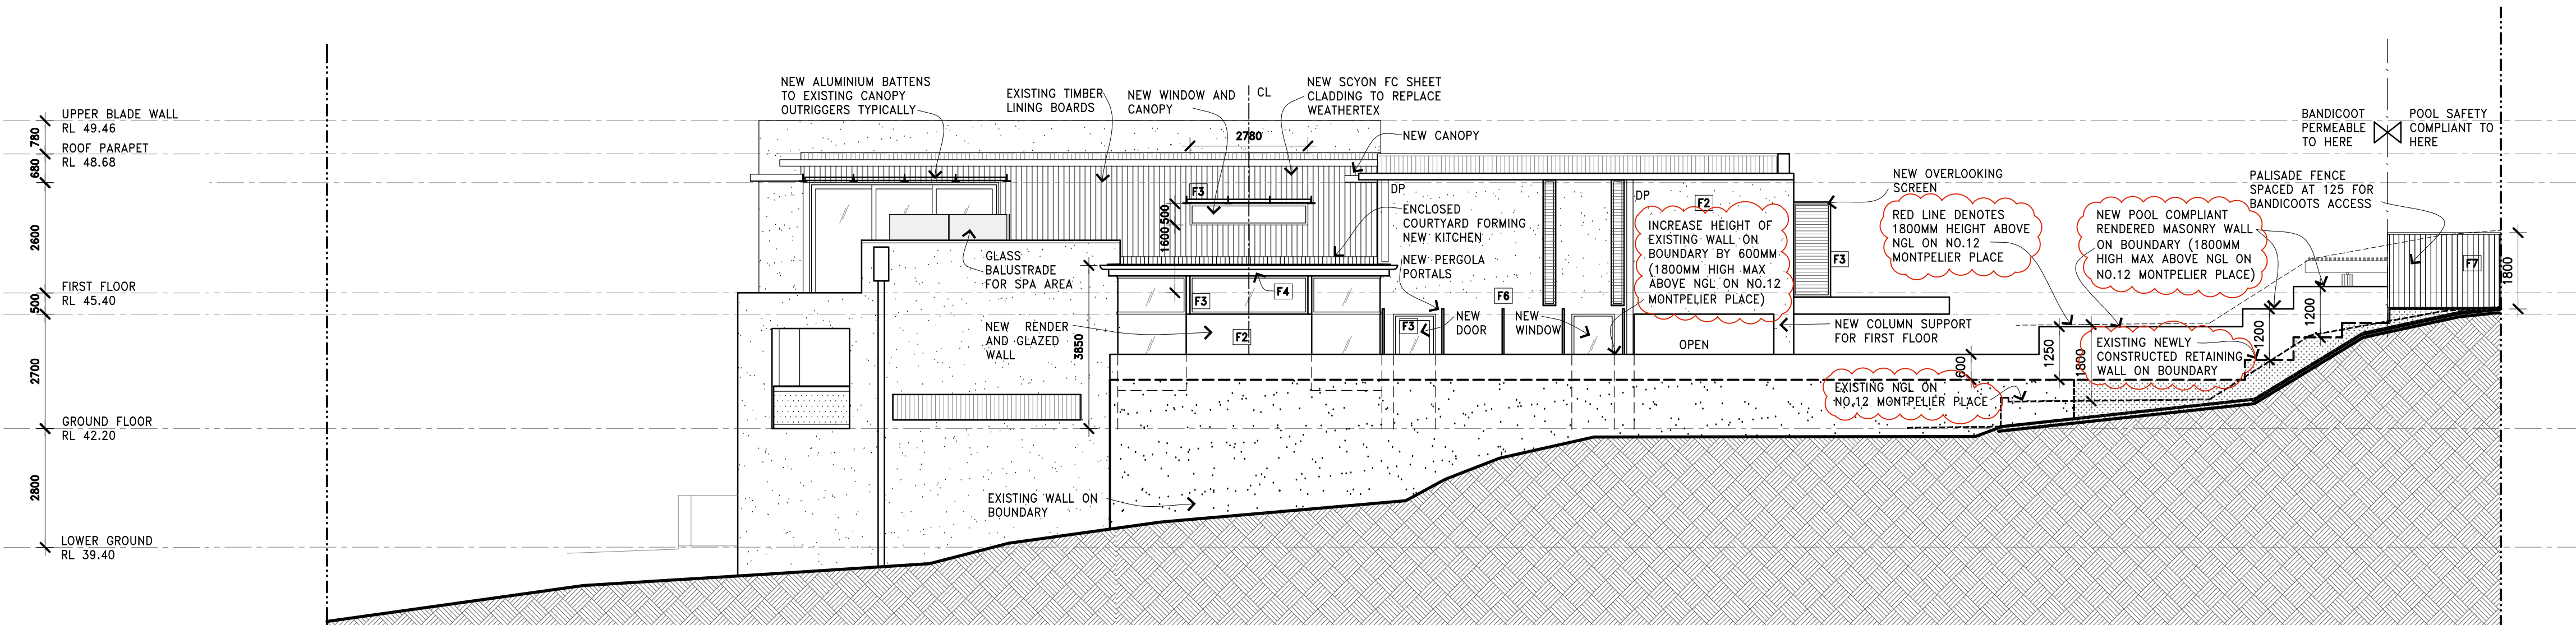 UPPER BLADE WALL
RL 49.46
780
ROOF PARAPET
RL 48.68
680
2600
FIRST FLOOR
RL 45.40
500
2700
GROUND FLOOR
RL 42.20
2800
LOWER GROUND
RL 39.40
NEW ALUMINIUM BATTENS
TO EXISTING CANOPY
OUTRIGGERS TYPICALLY
EXISTING TIMBER
LINING BOARDS
NEW WINDOW AND
CANOPY
CL
2780
NEW SCYON FC SHEET
CLADDING TO REPLACE
WEATHERTEX
NEW CANOPY
F3
500
1600
DP
ENCLOSED
COURTYARD FORMING
NEW KITCHEN
NEW PERGOLA
PORTALS
GLASS
BALUSTRADE
FOR SPA AREA
F3
F4
NEW RENDER
AND GLAZED
WALL
F2
3850
F3
NEW
DOOR
F6
NEW
WINDOW
DP
F2
INCREASE HEIGHT OF
EXISTING WALL ON
BOUNDARY BY 600MM
(1800MM HIGH MAX
ABOVE NGL ON NO.12
MONTPELIER PLACE)
OPEN
F3
NEW COLUMN SUPPORT
FOR FIRST FLOOR
NEW OVERLOOKING
SCREEN
RED LINE DENOTES
1800MM HEIGHT ABOVE
NGL ON NO.12
MONTPELIER PLACE
NEW POOL COMPLIANT
RENDERED MASONRY WALL
ON BOUNDARY (1800MM
HIGH MAX ABOVE NGL ON
NO.12 MONTPELIER PLACE)
PALISADE FENCE
SPACED AT 125 FOR
BANDICOOTS ACCESS
BANDICOOT
PERMEABLE
TO HERE
POOL SAFETY
COMPLIANT TO
HERE
F7
1800
1200
1200
600
1250
1800
EXISTING NEWLY
CONSTRUCTED RETAINING
WALL ON BOUNDARY
EXISTING NGL ON
NO.12 MONTPELIER PLACE
EXISTING WALL ON
BOUNDARY